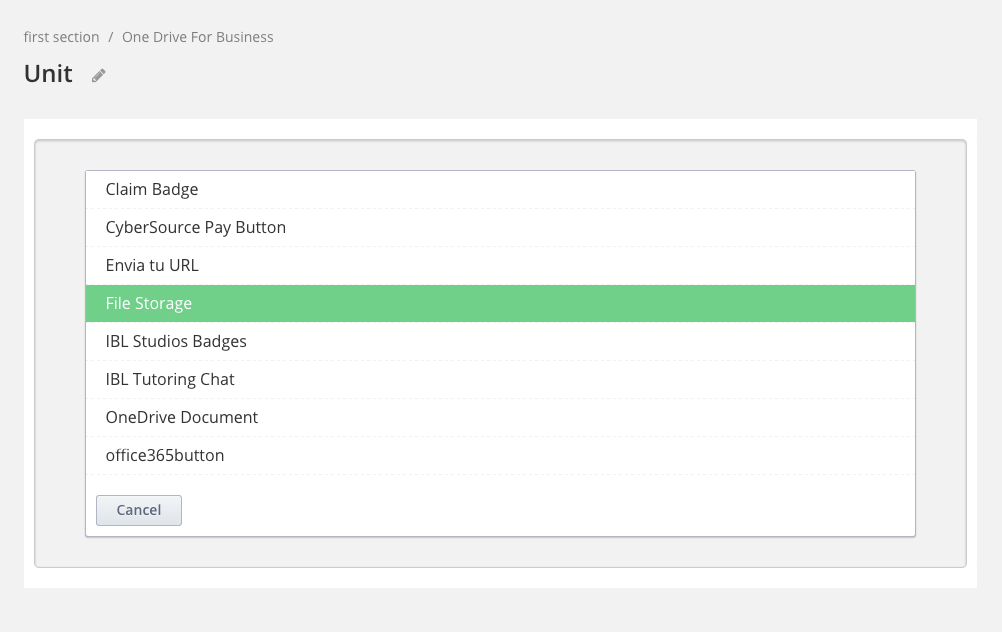 first section / One Drive For Business
Unit
Claim Badge
CyberSource Pay Button
Envia tu URL
File Storage
IBL Studios Badges
IBL Tutoring Chat
OneDrive Document
office365button
Cancel